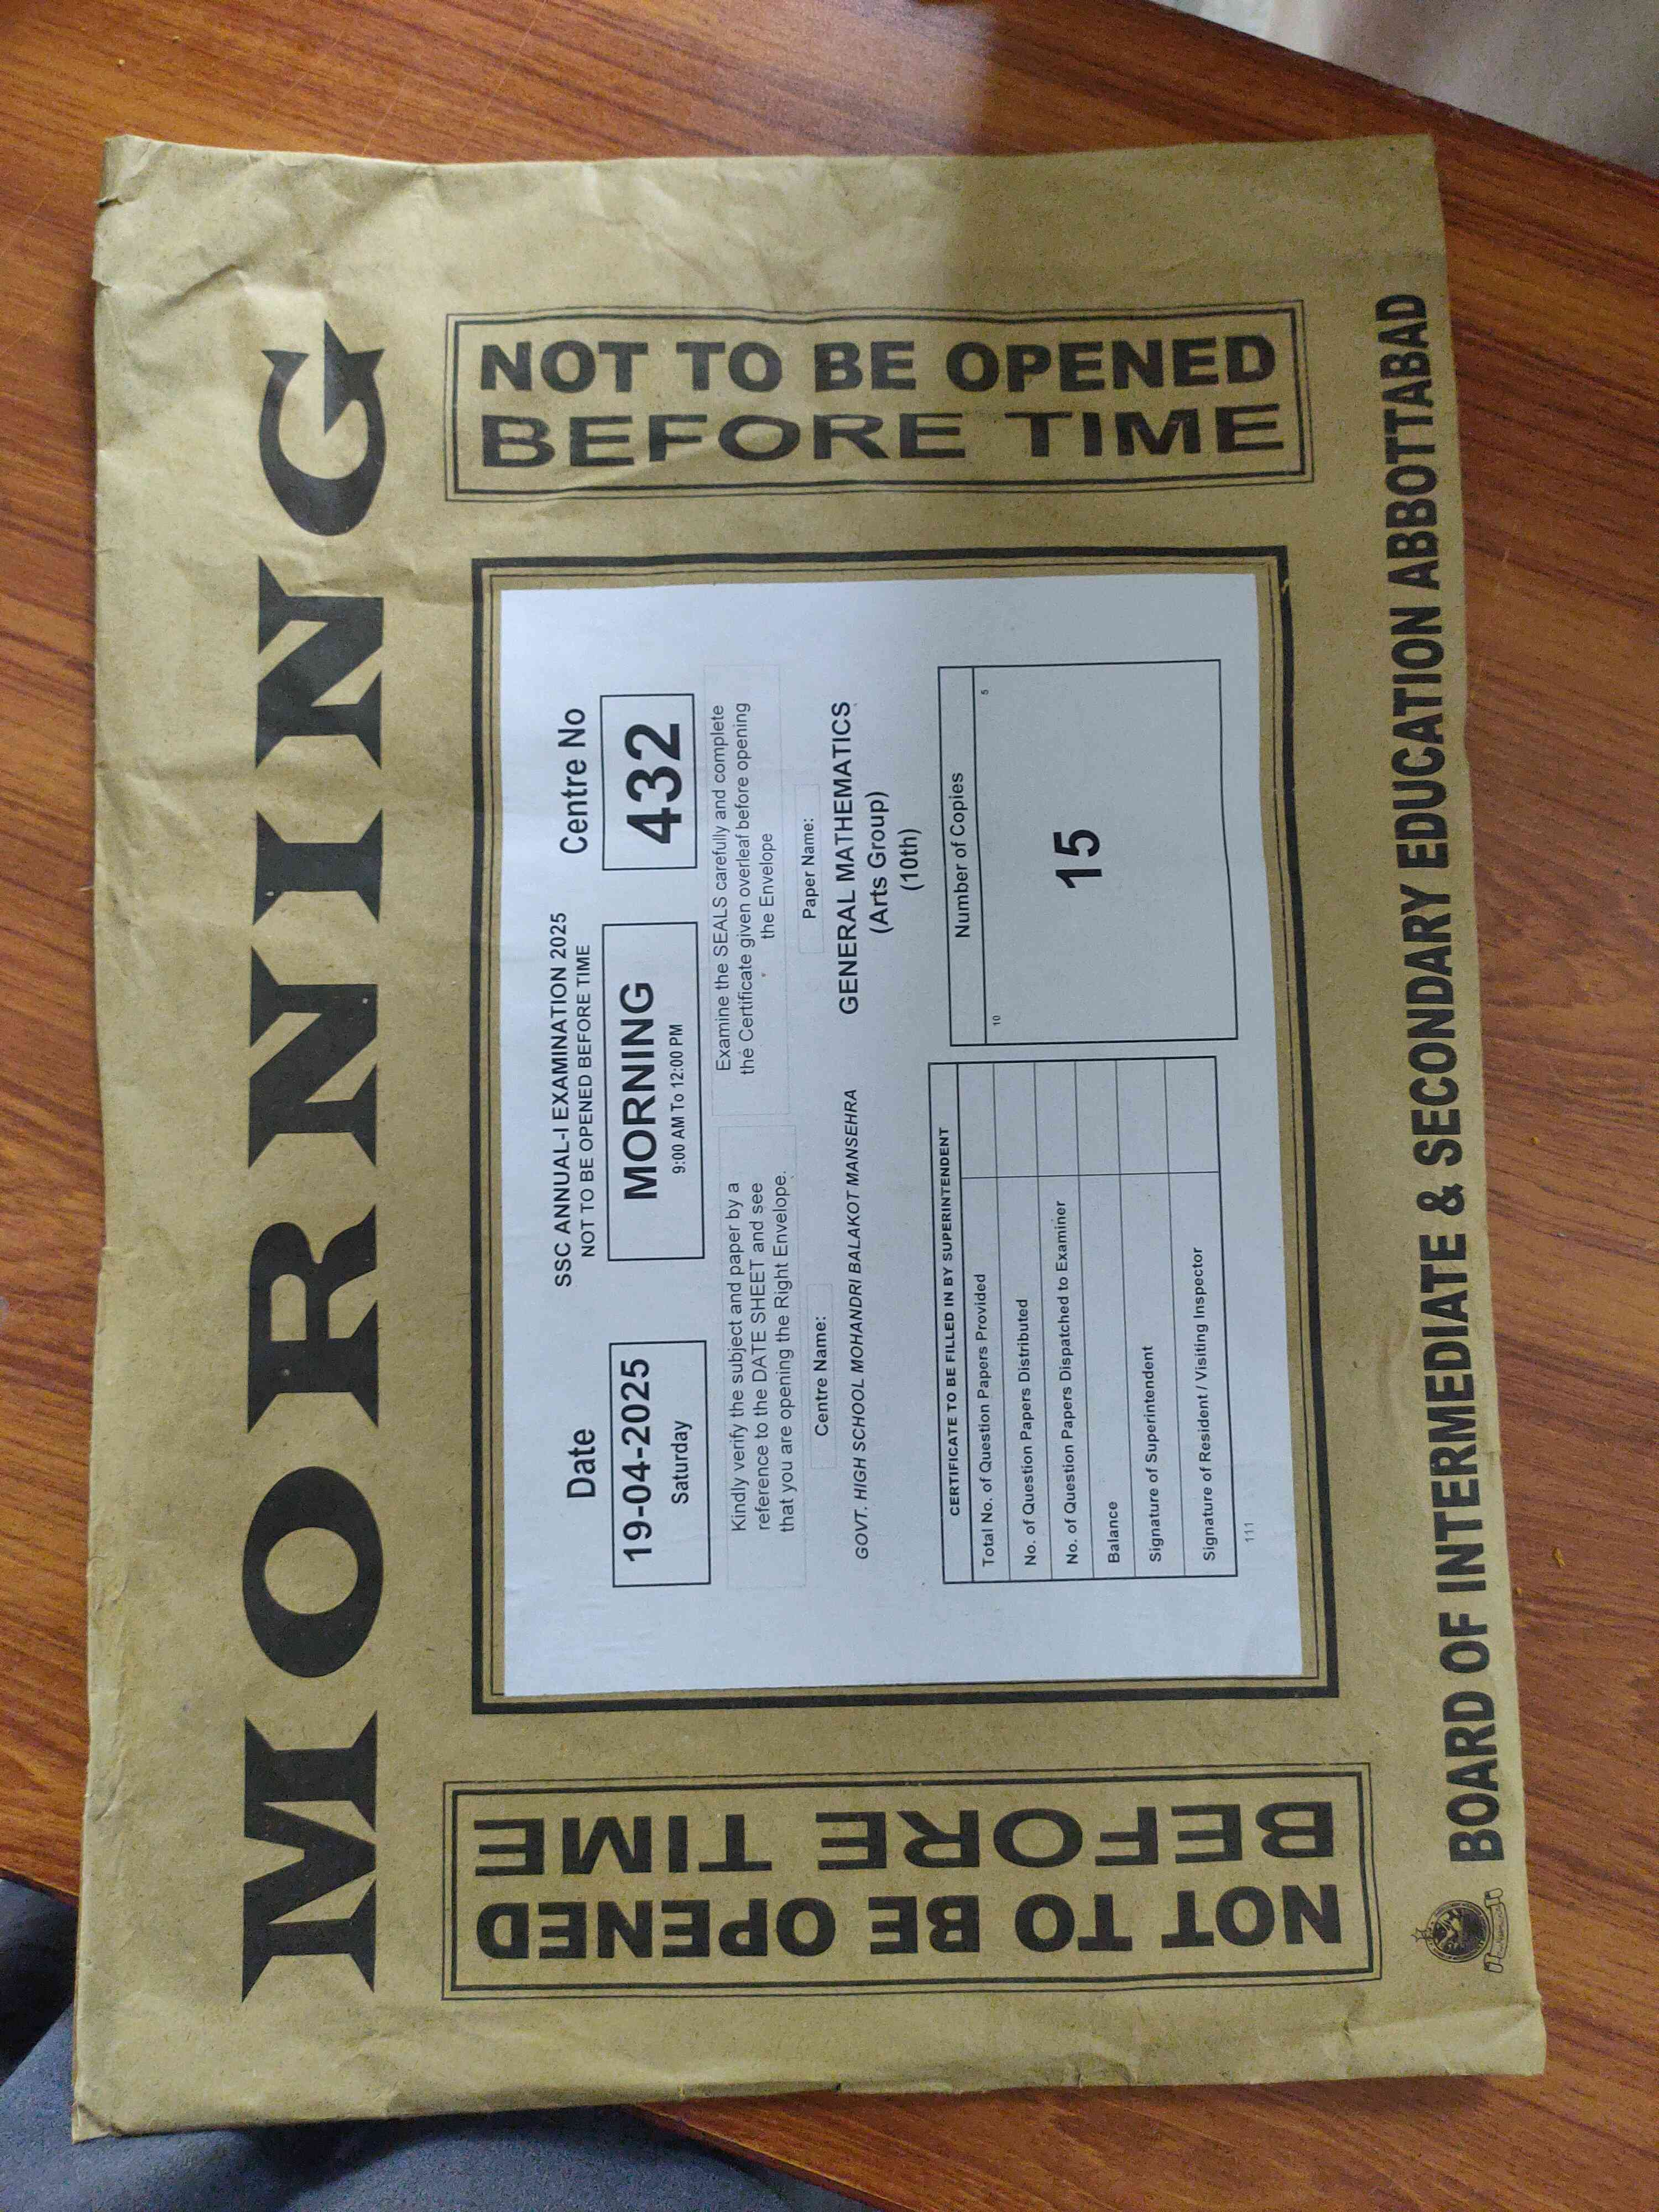 MORNING
NOT TO BE OPENED
BEFORE TIME
SSC ANNUAL-I EXAMINATION 2025
NOT TO BE OPENED BEFORE TIME
Date
19-04-2025
Saturday
MORNING
9:00 AM To 12:00 PM
Centre No
432
Kindly verify the subject and paper by a
reference to the DATE SHEET and see
that you are opening the Right Envelope.
Examine the SEALS carefully and complete
the Certificate given overleaf before opening
the Envelope
Centre Name:
GOVT. HIGH SCHOOL MOHANDRI BALAKOT MANSEHRA
Paper Name:
GENERAL MATHEMATICS
(Arts Group)
(10th)
CERTIFICATE TO BE FILLED IN BY SUPERINTENDENT
Total No. of Question Papers Provided
No. of Question Papers Distributed
No. of Question Papers Dispatched to Examiner
Balance
Signature of Superintendent
Signature of Resident / Visiting Inspector
111
Number of Copies
10 5
15
NOT TO BE OPENED
BEFORE TIME
BOARD OF INTERMEDIATE & SECONDARY EDUCATION ABBOTTABAD